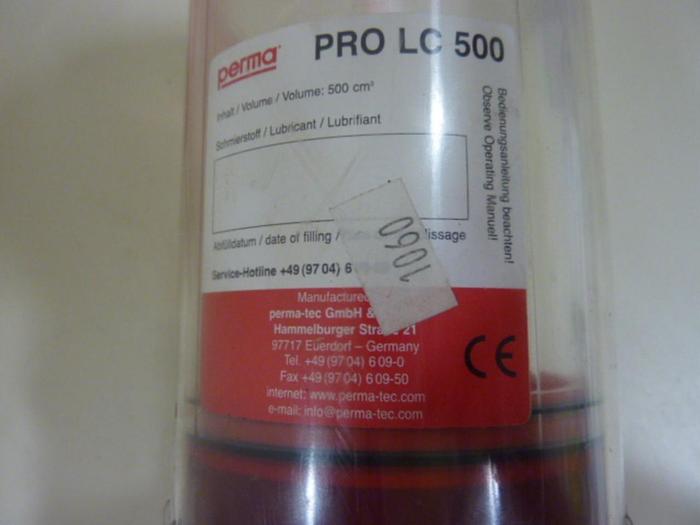 perma
PRO LC 500
Inhalt / Volume / Volume: 500 cm³
Schmierstoff / Lubricant / Lubrifiant
Abfülldatum / date of filling / lissage
Service-Hotline +49 (97 04) 6
Bedienungsanleitung beachten!
Observe Operating Manual!
1060
Manufactured
perma-tec GmbH &
Hammelburger Straße 21
97717 Euerdorf – Germany
Tel. +49 (97 04) 6 09-0
Fax +49 (97 04) 6 09-50
internet: www.perma-tec.com
e-mail: info@perma-tec.com
CE